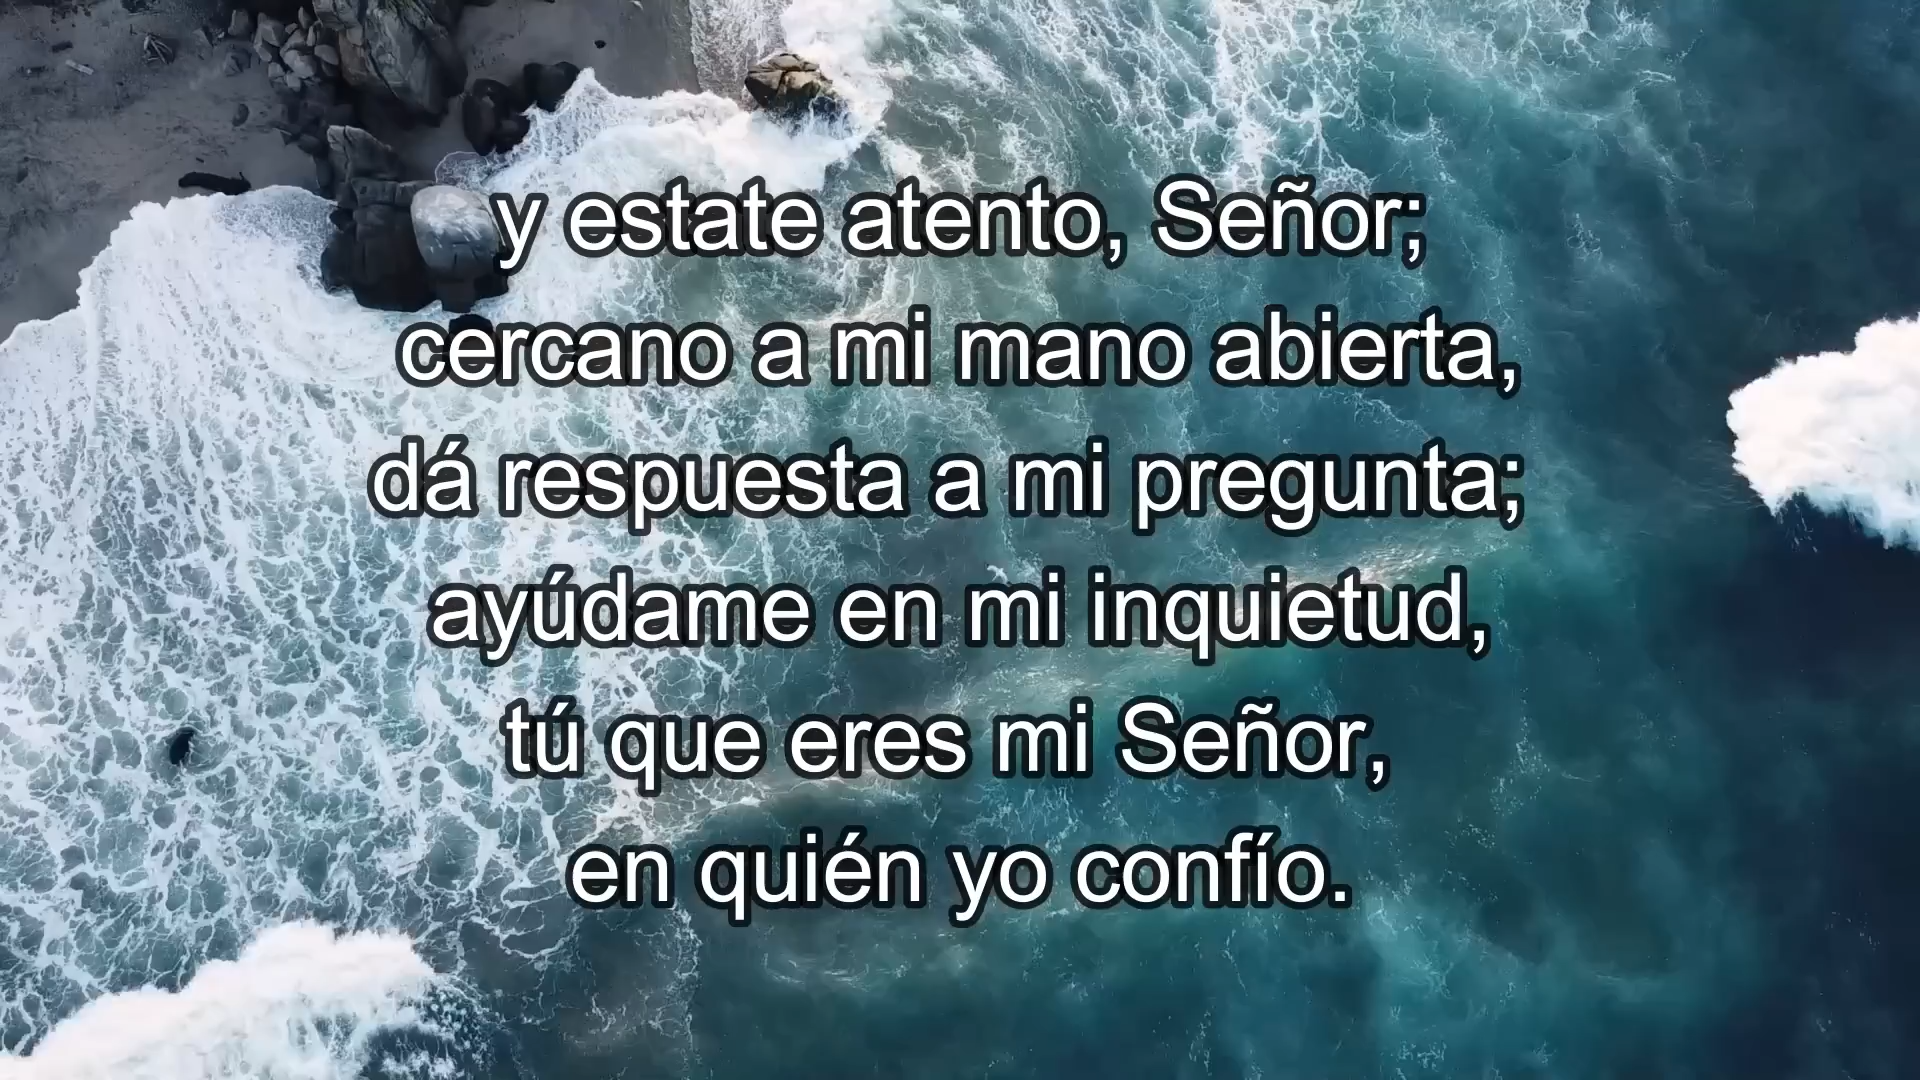 y estate atento, Señor;
cercano a mi mano abierta,
dá respuesta a mi pregunta;
ayúdame en mi inquietud,
tú que eres mi Señor,
en quién yo confío.